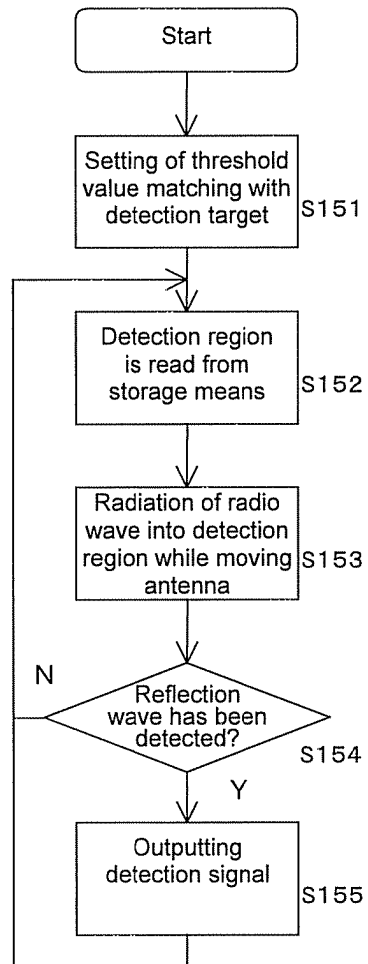 Start
Setting of threshold
value matching with
detection target
S151
Detection region
is read from
storage means
S152
Radiation of radio
wave into detection
region while moving
antenna
S153
N
Reflection
wave has been
detected?
S154
Y
Outputting
detection signal
S155